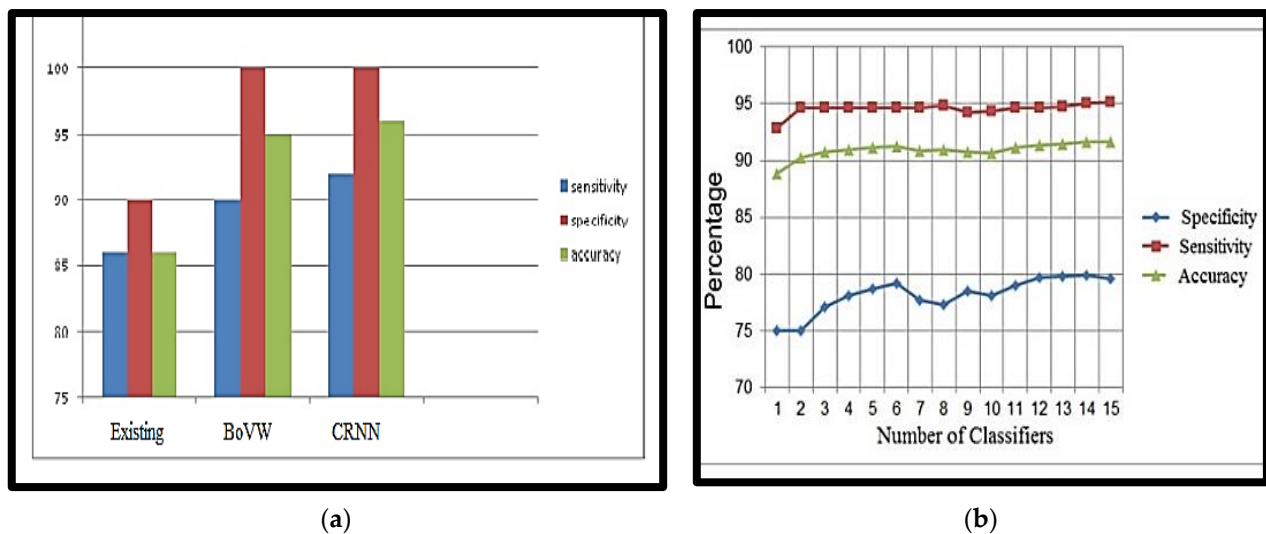 100
95
90
85
80
75
Existing BoVW CRNN
sensitivity
specificity
accuracy
(a)
100
95
90
85
80
75
70
Percentage
1 2 3 4 5 6 7 8 9 10 11 12 13 14 15
Number of Classifiers
Specificity
Sensitivity
Accuracy
(b)